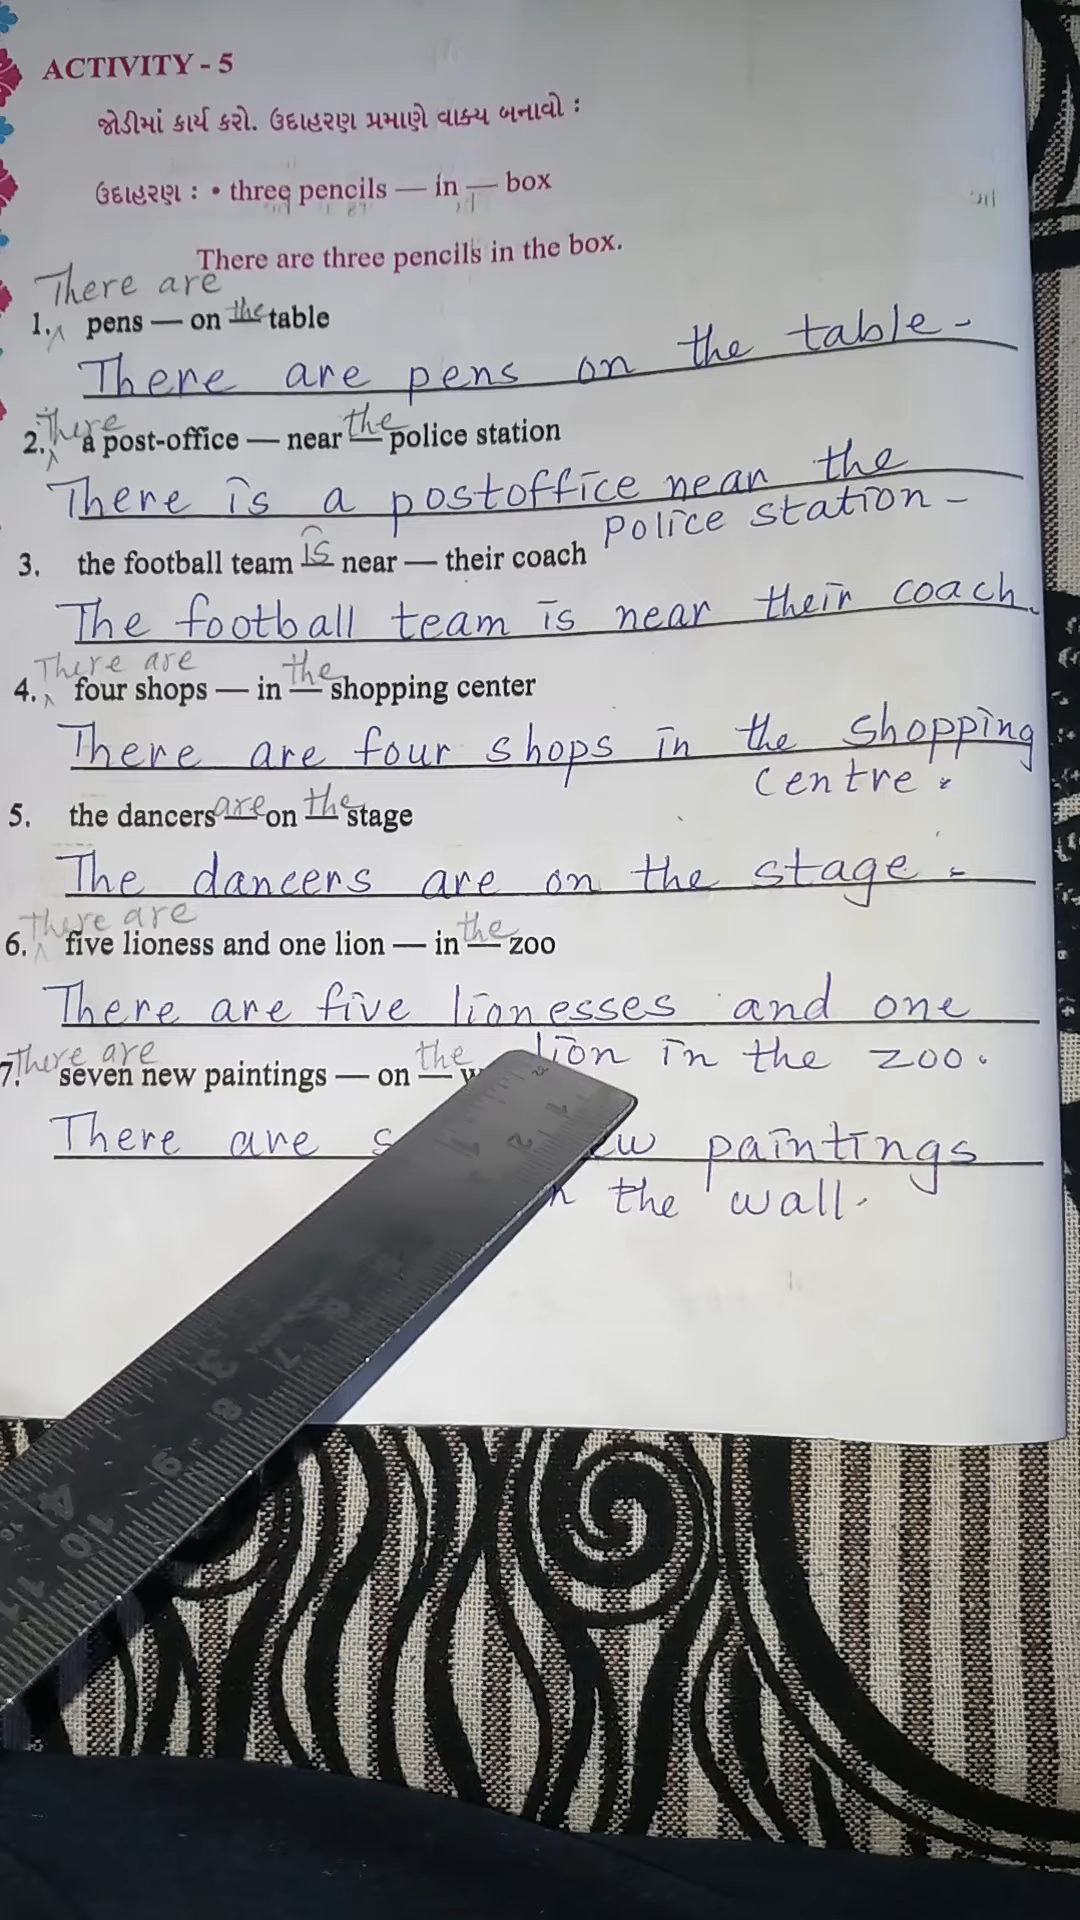 ACTIVITY - 5
જોડીમાં કાર્ય કરો. ઉદાહરણ પ્રમાણે વાક્ય બનાવો :
ઉદાહરણ : • three pencils — in — box
There are three pencils in the box.
There are
1. pens — on the table
There are pens on the table.
There
2. a post-office — near the police station
There is a postoffice near the
police station.
3. the football team is near — their coach
The football team is near their coach.
There are
4. four shops — in the shopping center
There are four shops in the shopping
centre.
5. the dancers are on the stage
The dancers are on the stage.
There are
6. five lioness and one lion — in the zoo
There are five lionesses and one
lion in the zoo.
There are
7. seven new paintings — on the
There are paintings
the wall.